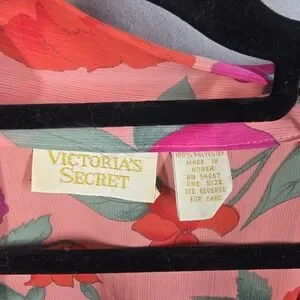 VICTORIA'S
SECRET
100% POLYESTER
MADE IN
KOREA
RN 54867
ONE SIZE
SEE REVERSE
FOR CARE